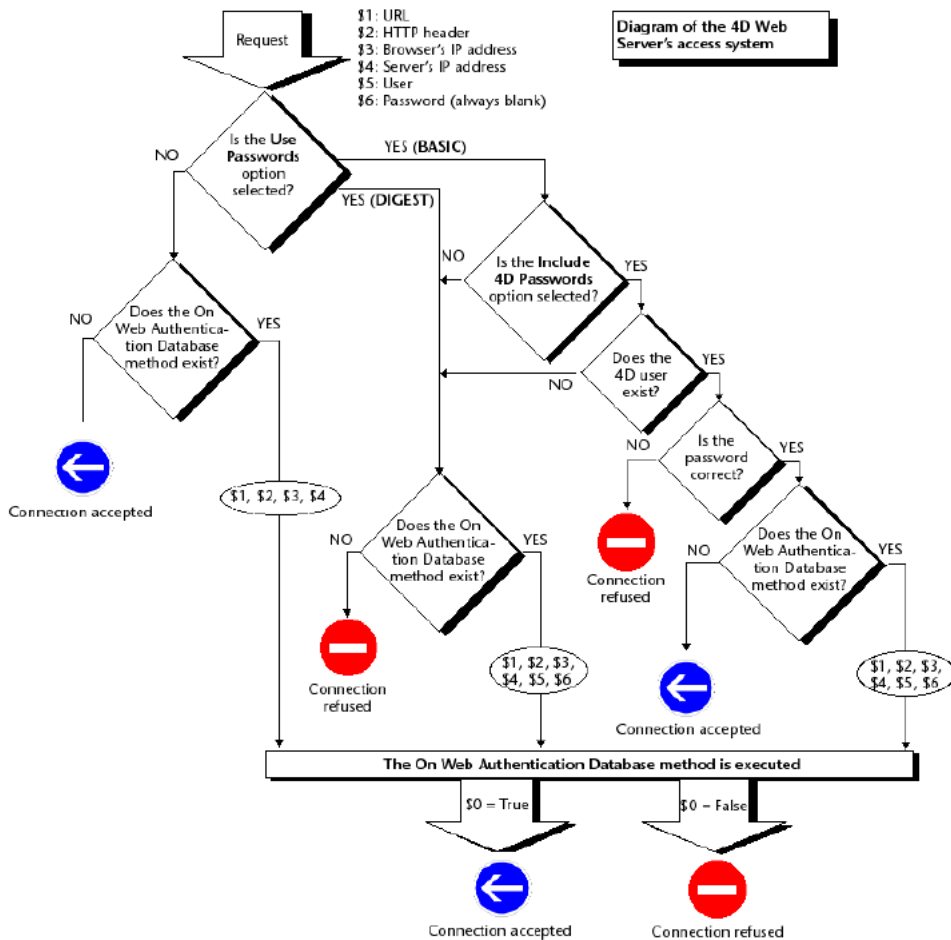 Request
$1: URL
$2: HTTP header
$3: Browser's IP address
$4: Server's IP address
$5: User
$6: Password (always blank)
Diagram of the 4D Web
Server's access system
Is the Use
Passwords
option
selected?
NO
YES (BASIC)
YES (DIGEST)
Is the Include
4D Passwords
option selected?
NO
YES
Does the On
Web Authentica-
tion Database
method exist?
NO
YES
Does the
4D user
exist?
NO
YES
Is the
password
correct?
NO
YES
Connection accepted
$1, $2, $3, $4
Does the On
Web Authentica-
tion Database
method exist?
NO
YES
Connection
refused
Does the On
Web Authentica-
tion Database
method exist?
NO
YES
Connection
refused
$1, $2, $3,
$4, $5, $6
Connection accepted
$1, $2, $3,
$4, $5, $6
The On Web Authentication Database method is executed
$0 = True
$0 = False
Connection accepted
Connection refused